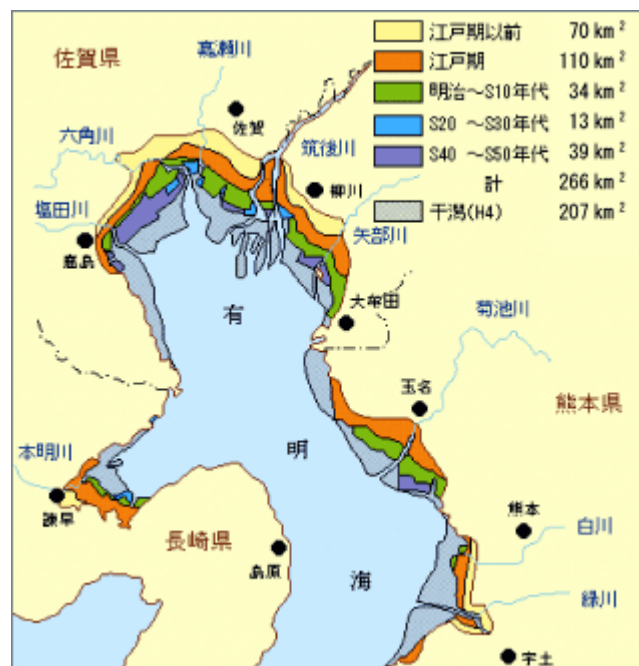 江戸期以前 70 km²
江戸期 110 km²
明治～S10年代 34 km²
S20～S30年代 13 km²
S40～S50年代 39 km²
計 266 km²
干潟(H4) 207 km²
佐賀県
嘉瀬川
佐賀
六角川
筑後川
柳川
塩田川
鹿島
矢部川
大牟田
有
菊池川
玉名
熊本県
明
本明川
諫早
長崎県
島原
熊本
白川
海
緑川
宇土